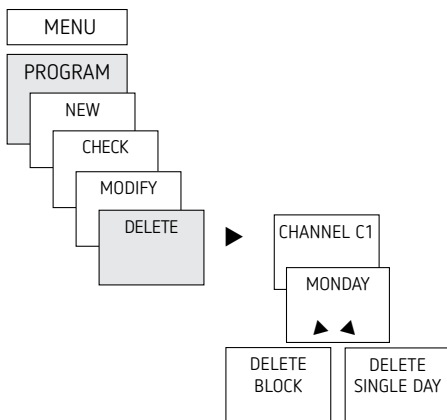 MENU
PROGRAM
NEW
CHECK
MODIFY
DELETE
CHANNEL C1
MONDAY
DELETE
BLOCK
DELETE
SINGLE DAY